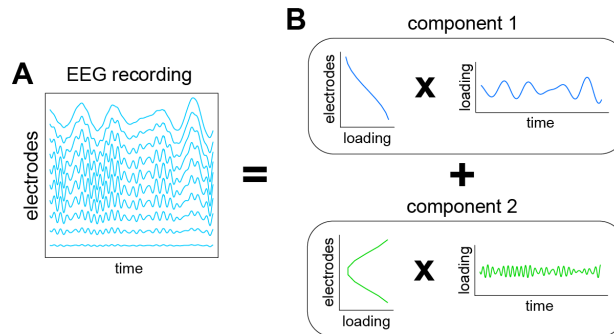 A
EEG recording
electrodes
time
=
B
component 1
electrodes
loading
x
loading
time
+
component 2
electrodes
loading
x
loading
time